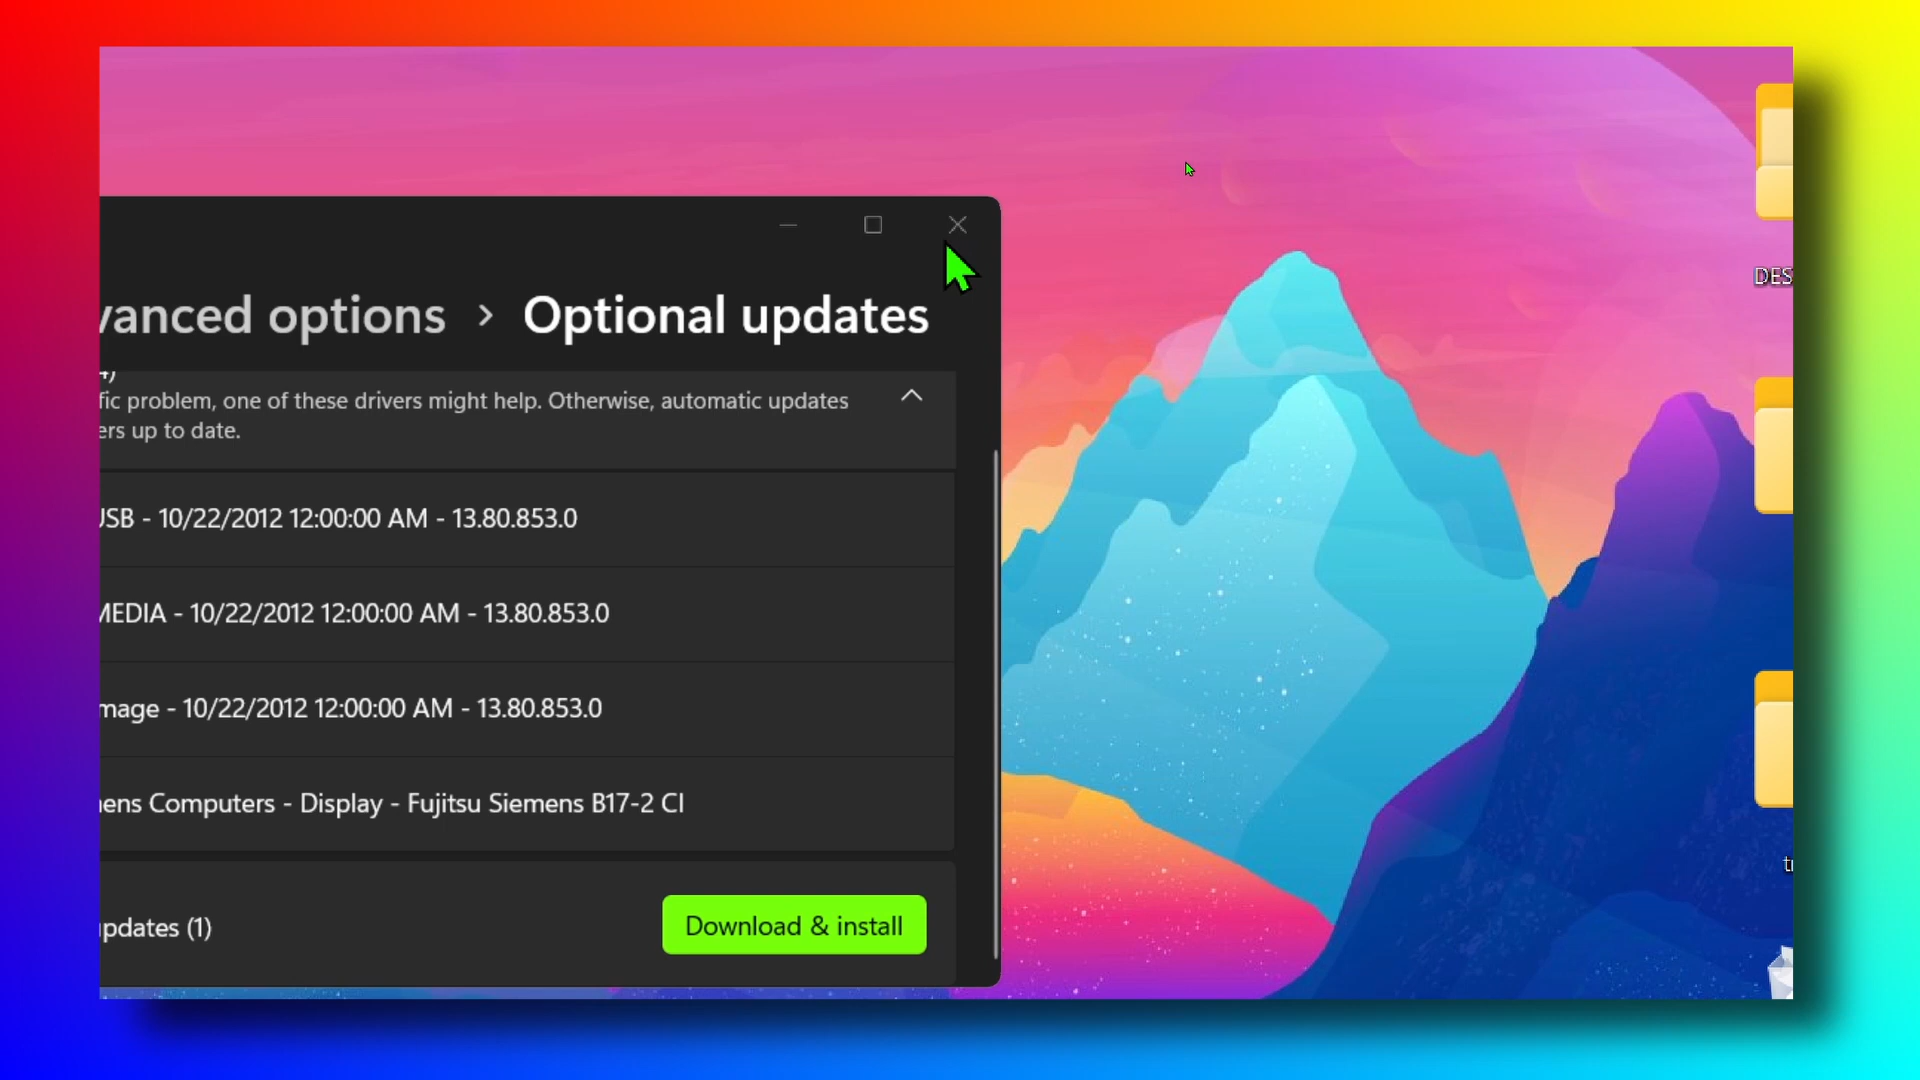 vanced options > Optional updates
4)
fic problem, one of these drivers might help. Otherwise, automatic updates
ers up to date.
USB - 10/22/2012 12:00:00 AM - 13.80.853.0
MEDIA - 10/22/2012 12:00:00 AM - 13.80.853.0
mage - 10/22/2012 12:00:00 AM - 13.80.853.0
ens Computers - Display - Fujitsu Siemens B17-2 CI
pdates (1)
Download & install
DES
t